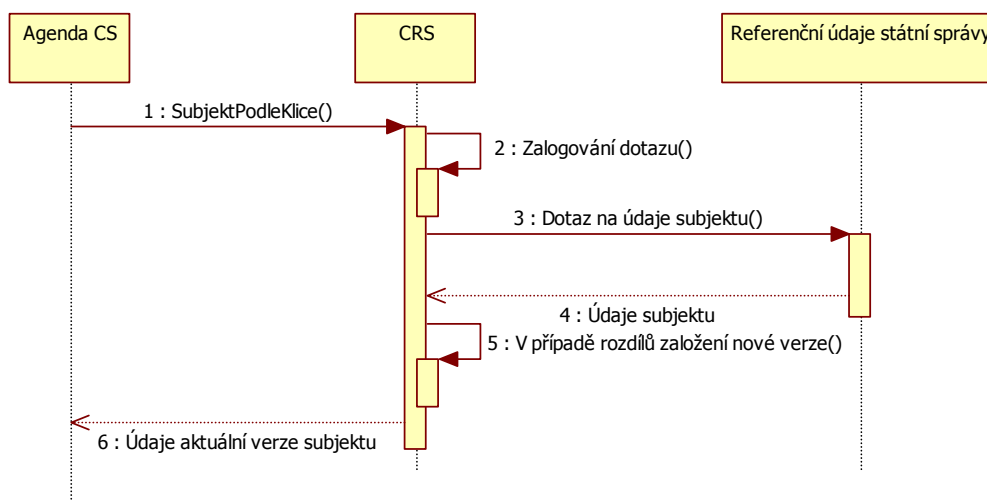 Agenda CS
CRS
Referenční údaje státní správy
1 : SubjektPodleKlice()
2 : Zalogování dotazu()
3 : Dotaz na údaje subjektu()
4 : Údaje subjektu
5 : V případě rozdílů založení nové verze()
6 : Údaje aktuální verze subjektu